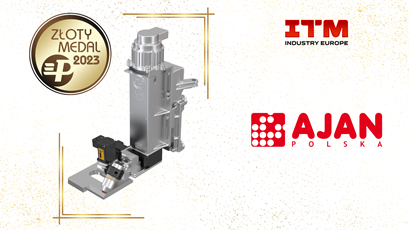 ZŁOTY
MEDAL
2023
ITM
INDUSTRY EUROPE
AJAN
POLSKA